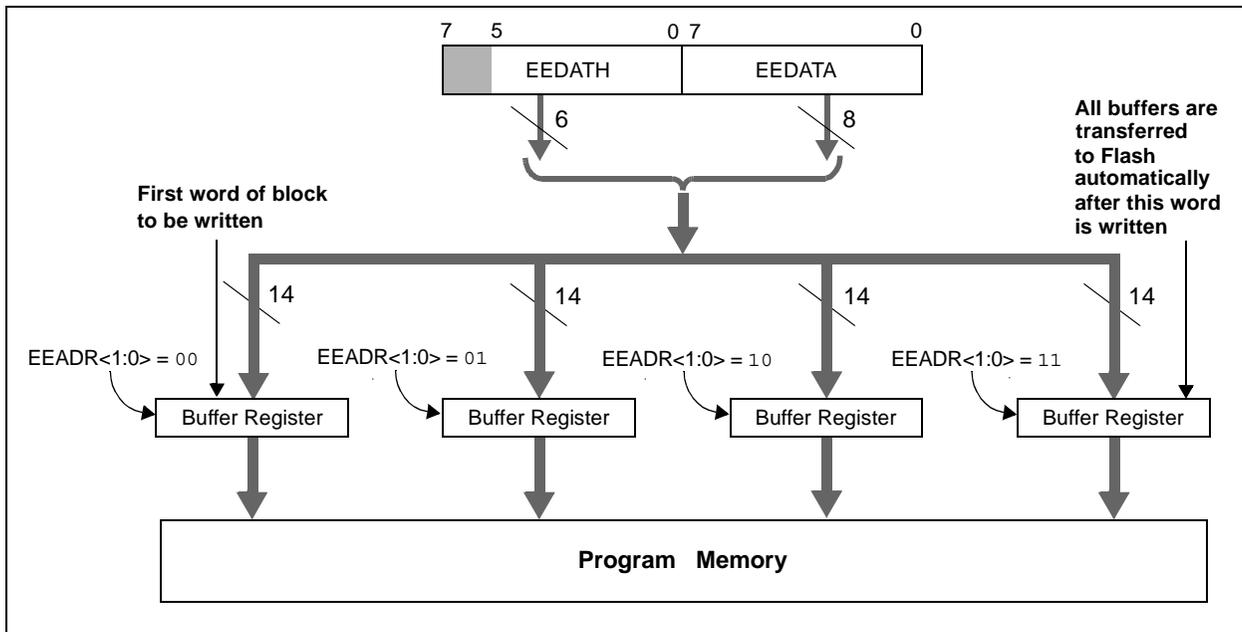 7 5 0 7 0
EEDATH EEDATA
6 8
All buffers are
transferred
to Flash
automatically
after this word
is written
First word of block
to be written
14 14 14 14
EEADR<1:0> = 00 EEADR<1:0> = 01 EEADR<1:0> = 10 EEADR<1:0> = 11
Buffer Register Buffer Register Buffer Register Buffer Register
Program Memory